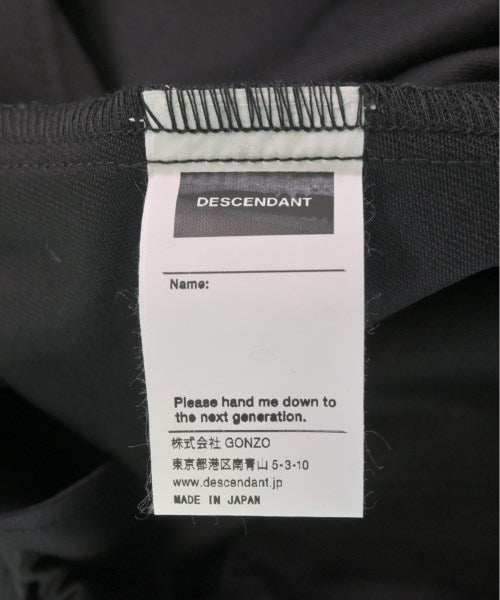 DESCENDANT
Name:
Please hand me down to
the next generation.
株式会社 GONZO
東京都港区南青山 5-3-10
www.descendant.jp
MADE IN JAPAN